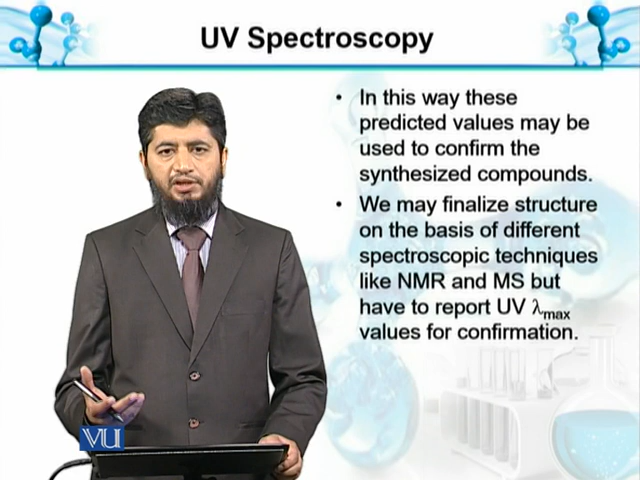 UV Spectroscopy
• In this way these
predicted values may be
used to confirm the
synthesized compounds.
• We may finalize structure
on the basis of different
spectroscopic techniques
like NMR and MS but
have to report UV λmax
values for confirmation.
VU